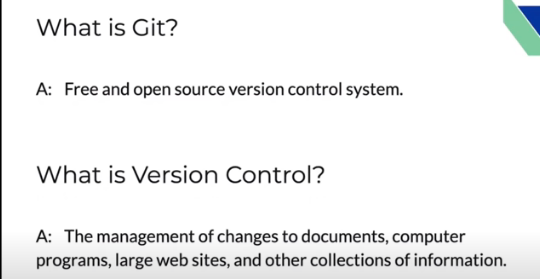 What is Git?
A: Free and open source version control system.
What is Version Control?
A: The management of changes to documents, computer
programs, large web sites, and other collections of information.